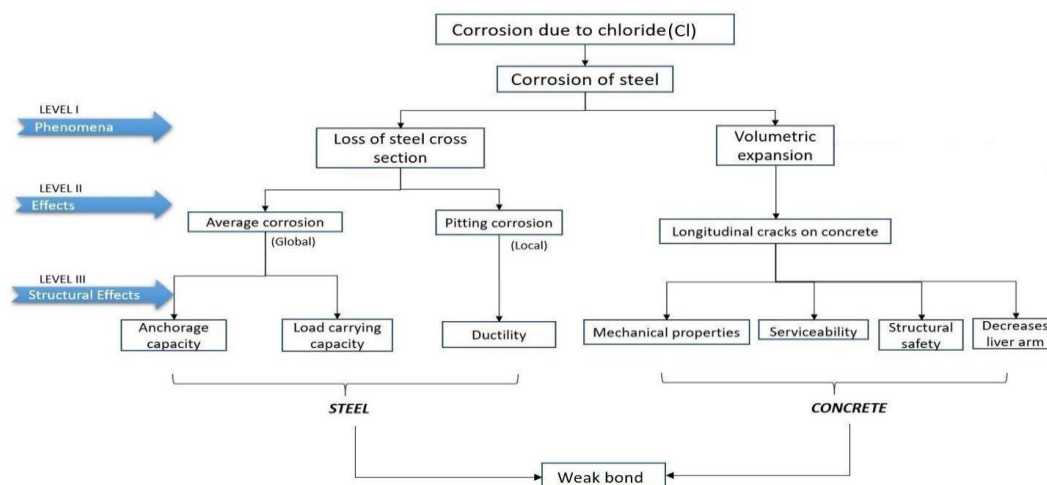 Corrosion due to chloride(Cl)
Corrosion of steel
LEVEL I
Phenomena
Loss of steel cross
section
Volumetric
expansion
LEVEL II
Effects
Average corrosion
(Global)
Pitting corrosion
(Local)
Longitudinal cracks on concrete
LEVEL III
Structural Effects
Anchorage
capacity
Load carrying
capacity
Ductility
Mechanical properties
Serviceability
Structural
safety
Decreases
liver arm
STEEL
CONCRETE
Weak bond